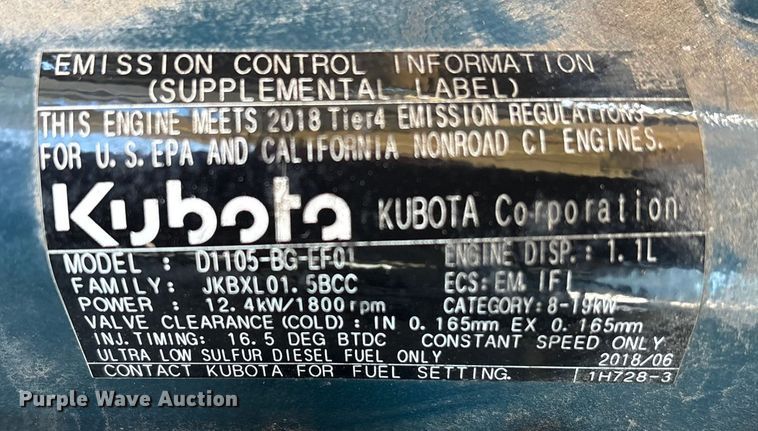 EMISSION CONTROL INFORMATION
(SUPPLEMENTAL LABEL)
THIS ENGINE MEETS 2018 Tier4 EMISSION REGULATIONS
FOR U.S.EPA AND CALIFORNIA NONROAD CI ENGINES.
Kubota KUBOTA Corporation
MODEL : D1105-BG-EF01 ENGINE DISP.: 1.1L
FAMILY: JKBXL01.5BCC ECS:EM, IFI
POWER : 12.4kW/1800rpm CATEGORY:8-19kW
VALVE CLEARANCE(COLD): IN 0.165mm EX 0.165mm
INJ.TIMING: 16.5 DEG BTDC CONSTANT SPEED ONLY
ULTRA LOW SULFUR DIESEL FUEL ONLY 2018/06
CONTACT KUBOTA FOR FUEL SETTING. 1H728-3
Purple Wave Auction